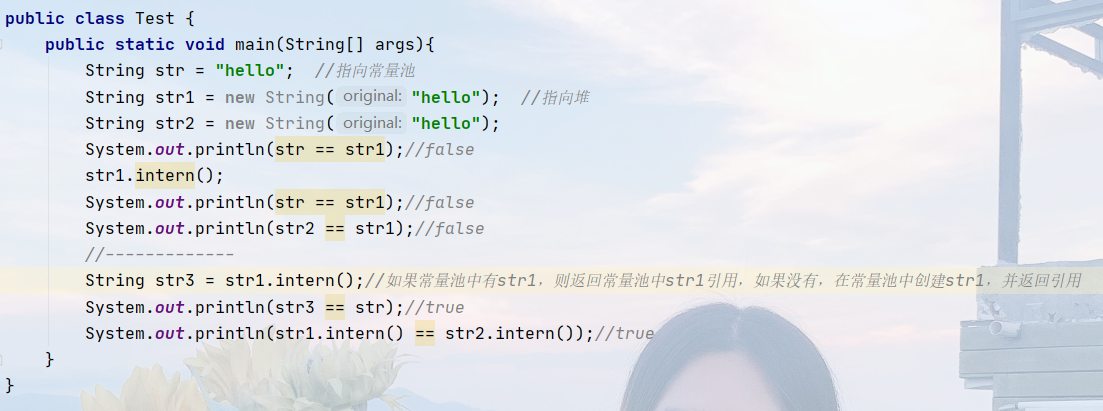 public class Test {
    public static void main(String[] args){
        String str = "hello";  //指向常量池
        String str1 = new String( original: "hello");  //指向堆
        String str2 = new String( original: "hello");
        System.out.println(str == str1);//false
        str1.intern();
        System.out.println(str == str1);//false
        System.out.println(str2 == str1);//false
        //-------------
        String str3 = str1.intern();//如果常量池中有str1，则返回常量池中str1引用，如果没有，在常量池中创建str1，并返回引用
        System.out.println(str3 == str);//true
        System.out.println(str1.intern() == str2.intern());//true
    }
}